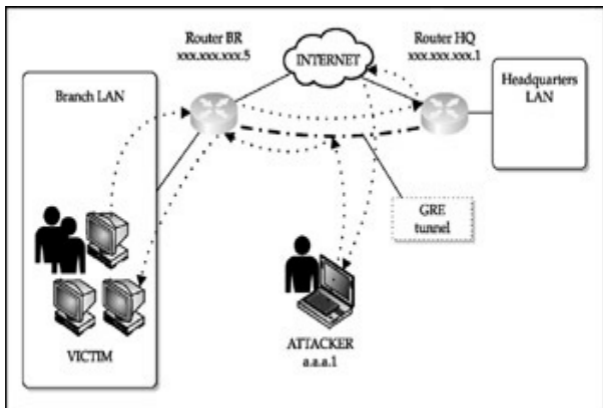 Router BR
xxx.xxx.xxx.5
INTERNET
Router HQ
xxx.xxx.xxx.1
Branch LAN
Headquarters
LAN
GRE
tunnel
VICTIM
ATTACKER
a.a.a.1